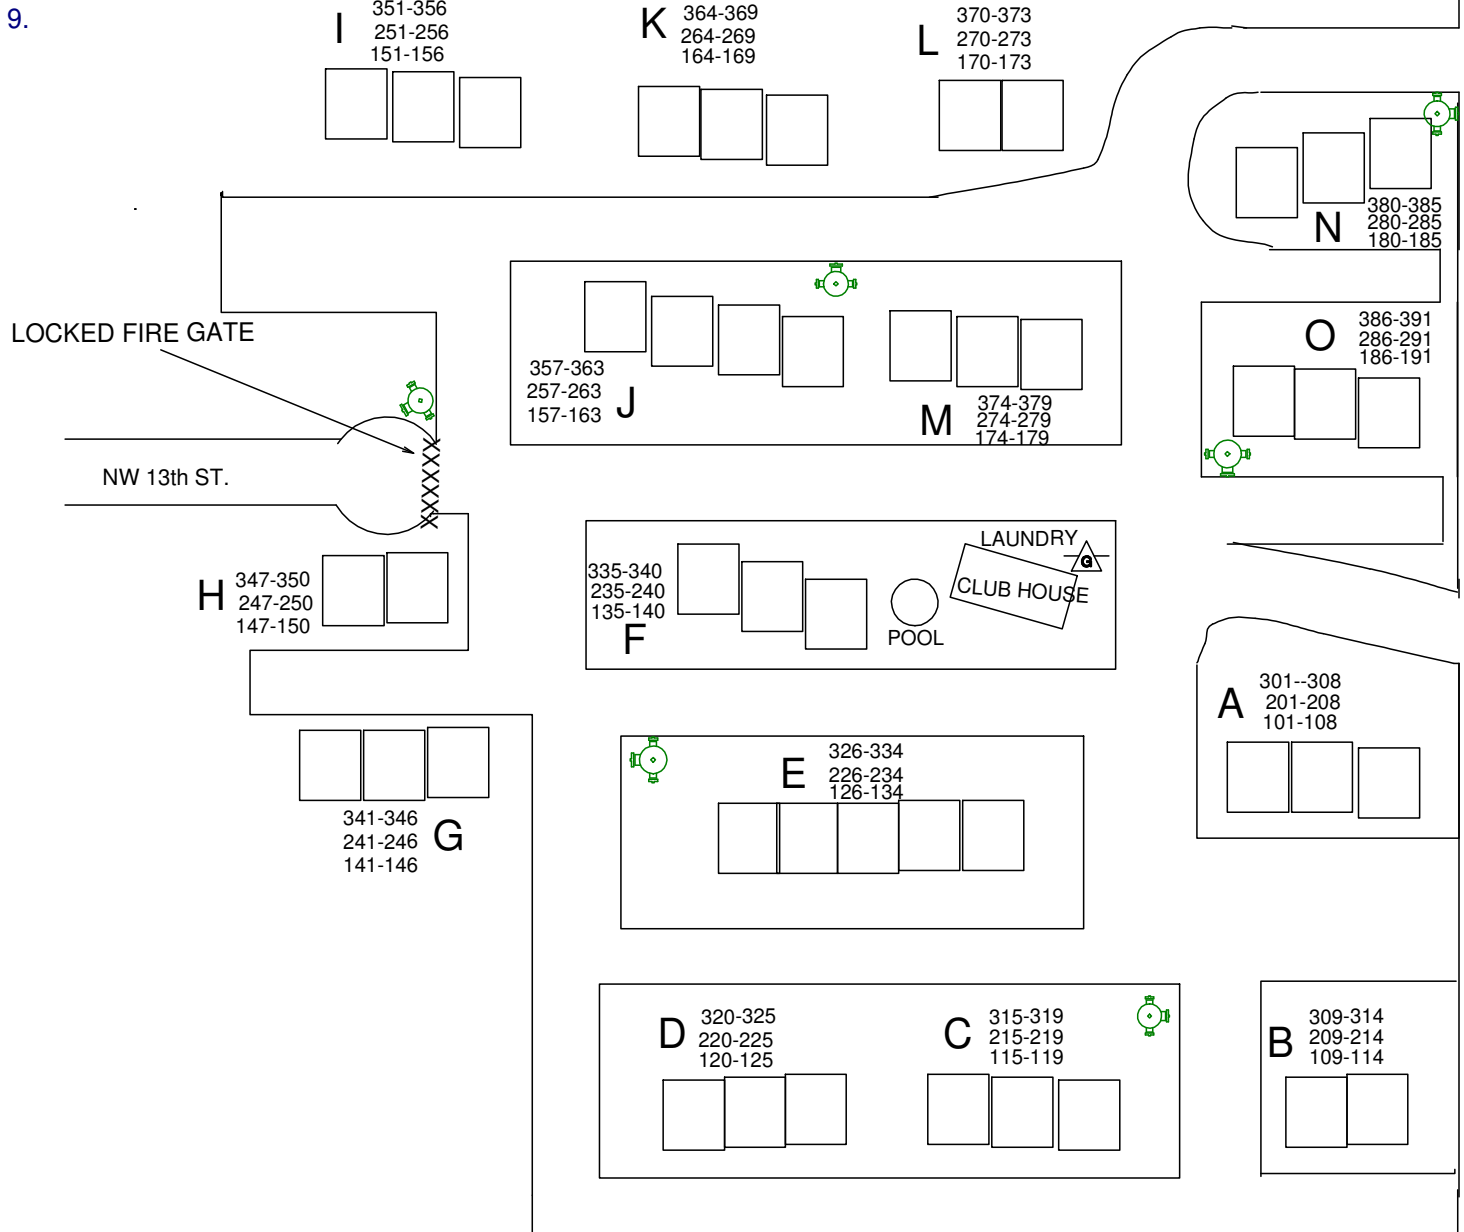 9.
I
351-356
251-256
151-156
K
364-369
264-269
164-169
L
370-373
270-273
170-173
N
380-385
280-285
180-185
LOCKED FIRE GATE
O
386-391
286-291
186-191
357-363
257-263
157-163
J
M
374-379
274-279
174-179
NW 13th ST.
H
347-350
247-250
147-150
335-340
235-240
135-140
F
POOL
LAUNDRY
G
CLUB HOUSE
A
301--308
201-208
101-108
E
326-334
226-234
126-134
341-346
241-246
141-146
G
D
320-325
220-225
120-125
C
315-319
215-219
115-119
B
309-314
209-214
109-114